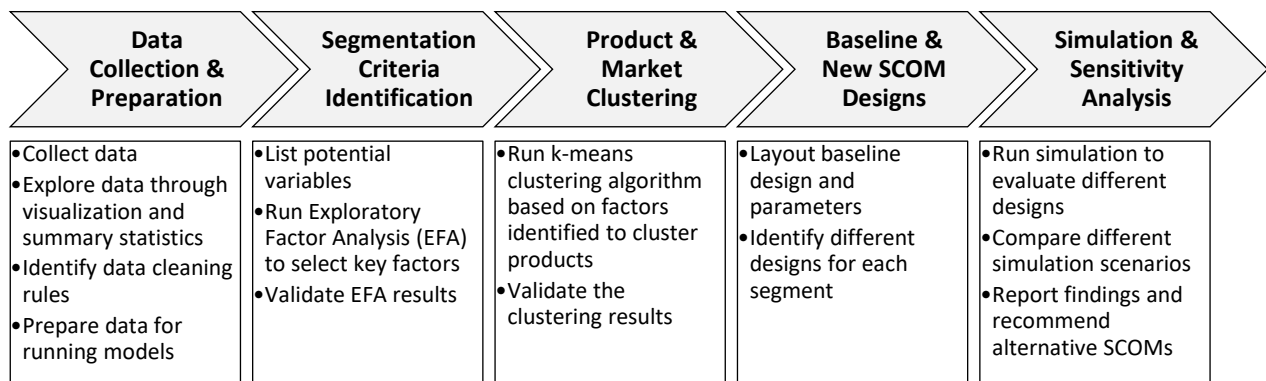 Data
Collection &
Preparation
Segmentation
Criteria
Identification
Product &
Market
Clustering
Baseline &
New SCOM
Designs
Simulation &
Sensitivity
Analysis
•Collect data
•Explore data through
visualization and
summary statistics
•Identify data cleaning
rules
•Prepare data for
running models
•List potential
variables
•Run Exploratory
Factor Analysis (EFA)
to select key factors
•Validate EFA results
•Run k-means
clustering algorithm
based on factors
identified to cluster
products
•Validate the
clustering results
•Layout baseline
design and
parameters
•Identify different
designs for each
segment
•Run simulation to
evaluate different
designs
•Compare different
simulation scenarios
•Report findings and
recommend
alternative SCOMs